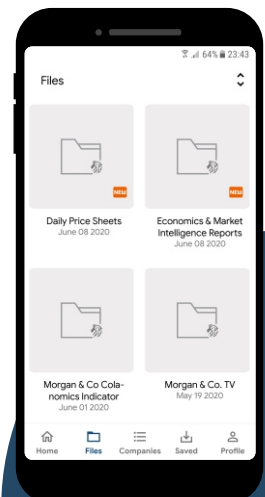 64% 23:43
Files
NEW
NEW
Daily Price Sheets
June 08 2020
Economics & Market
Intelligence Reports
June 08 2020
Morgan & Co Cola-
nomics Indicator
June 01 2020
Morgan & Co. TV
May 19 2020
Home Files Companies Saved Profile